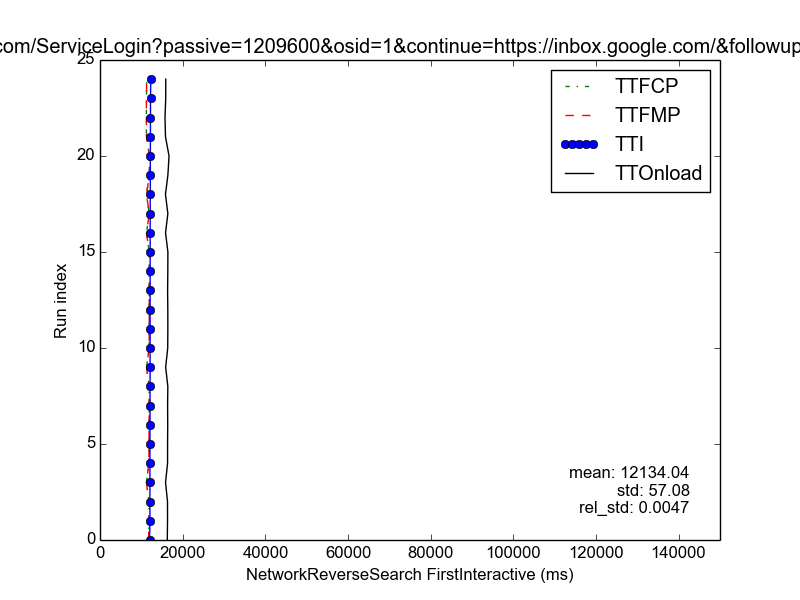 com/ServiceLogin?passive=1209600&osid=1&continue=https://inbox.google.com/&followup
25
20
15
10
5
0
Run index
TTFCP
TTFMP
TTI
TTOnload
mean: 12134.04
std: 57.08
rel_std: 0.0047
0 20000 40000 60000 80000 100000 120000 140000
NetworkReverseSearch FirstInteractive (ms)